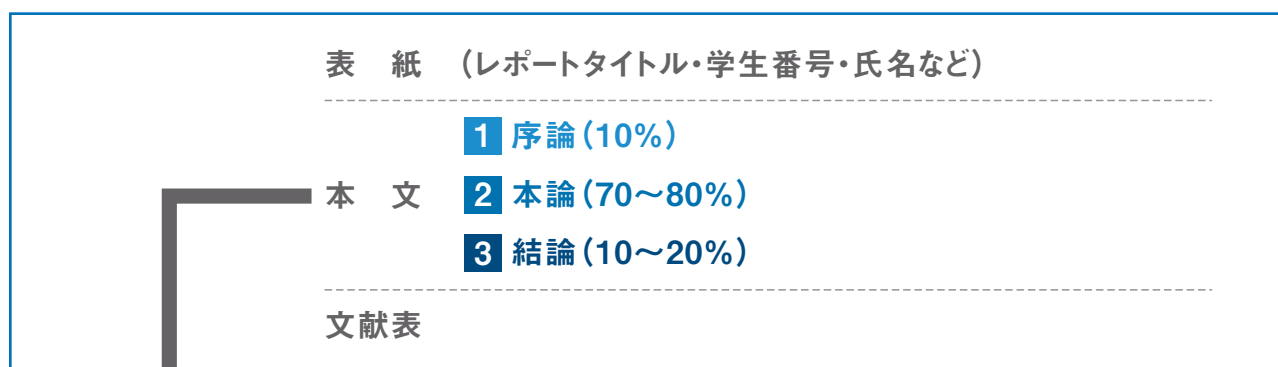 表　紙　（レポートタイトル・学生番号・氏名など）
1 序論（10%）
本　文　2 本論（70～80%）
3 結論（10～20%）
文献表